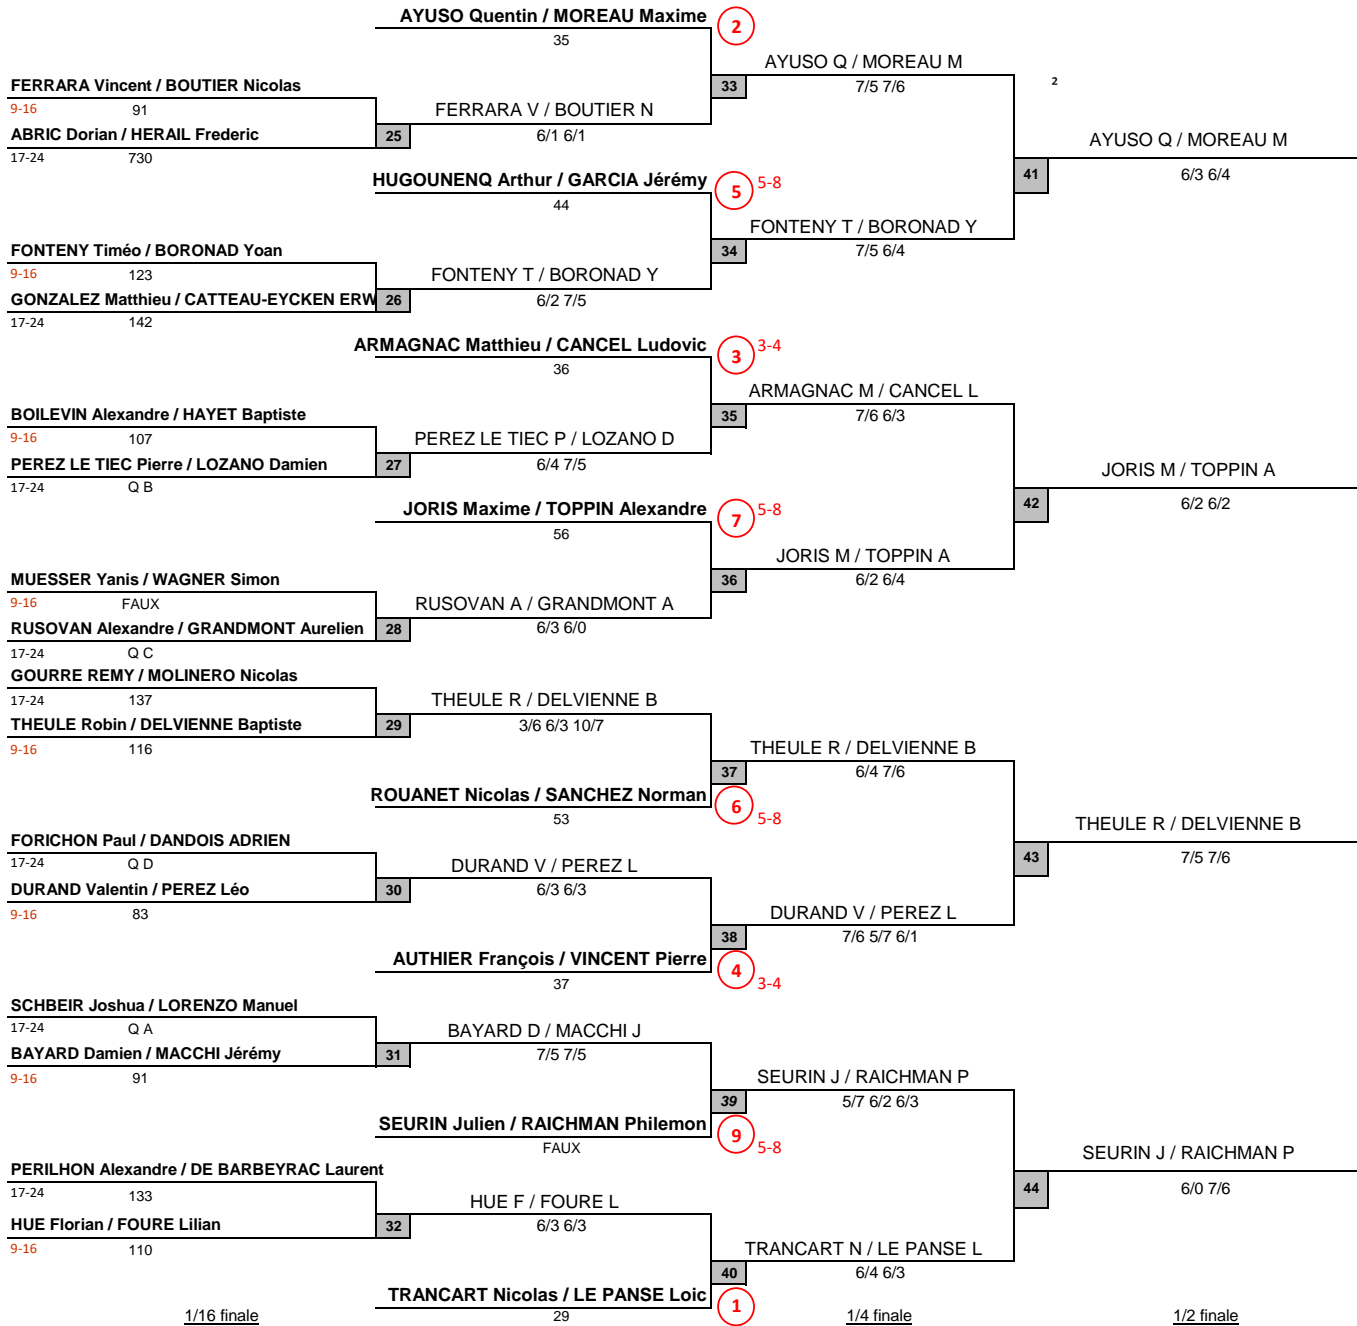 AYUSO Quentin / MOREAU Maxime
2
35
AYUSO Q / MOREAU M
FERRARA Vincent / BOUTIER Nicolas
33
7/5 7/6
2
9-16 91
FERRARA V / BOUTIER N
ABRIC Dorian / HERAIL Frederic
25
6/1 6/1
AYUSO Q / MOREAU M
17-24 730
41
6/3 6/4
HUGOUNENQ Arthur / GARCIA Jérémy
5
5-8
44
FONTENY T / BORONAD Y
FONTENY Timéo / BORONAD Yoan
34
7/5 6/4
9-16 123
FONTENY T / BORONAD Y
GONZALEZ Matthieu / CATTEAU-EYCKEN ERW
26
6/2 7/5
17-24 142
ARMAGNAC Matthieu / CANCEL Ludovic
3
3-4
36
ARMAGNAC M / CANCEL L
BOILEVIN Alexandre / HAYET Baptiste
35
7/6 6/3
9-16 107
PEREZ LE TIEC P / LOZANO D
PEREZ LE TIEC Pierre / LOZANO Damien
27
6/4 7/5
JORIS M / TOPPIN A
17-24 Q B
42
6/2 6/2
JORIS Maxime / TOPPIN Alexandre
7
5-8
56
JORIS M / TOPPIN A
MUESSER Yanis / WAGNER Simon
36
6/2 6/4
9-16 FAUX
RUSOVAN A / GRANDMONT A
RUSOVAN Alexandre / GRANDMONT Aurelien
28
6/3 6/0
17-24 Q C
GOURRE REMY / MOLINERO Nicolas
17-24 137
THEULE R / DELVIENNE B
THEULE Robin / DELVIENNE Baptiste
29
3/6 6/3 10/7
9-16 116
THEULE R / DELVIENNE B
37
6/4 7/6
ROUANET Nicolas / SANCHEZ Norman
6
5-8
53
THEULE R / DELVIENNE B
FORICHON Paul / DANDOIS ADRIEN
43
7/5 7/6
17-24 Q D
DURAND V / PEREZ L
DURAND Valentin / PEREZ Léo
30
6/3 6/3
9-16 83
DURAND V / PEREZ L
38
7/6 5/7 6/1
AUTHIER François / VINCENT Pierre
4
3-4
37
SCHBEIR Joshua / LORENZO Manuel
17-24 Q A
BAYARD D / MACCHI J
BAYARD Damien / MACCHI Jérémy
31
7/5 7/5
9-16 91
SEURIN J / RAICHMAN P
39
5/7 6/2 6/3
SEURIN Julien / RAICHMAN Philemon
9
5-8
FAUX
SEURIN J / RAICHMAN P
PERILHON Alexandre / DE BARBEYRAC Laurent
44
6/0 7/6
17-24 133
HUE F / FOURE L
HUE Florian / FOURE Lilian
32
6/3 6/3
9-16 110
TRANCART N / LE PANSE L
40
6/4 6/3
TRANCART Nicolas / LE PANSE Loic
1
29
1/16 finale
1/4 finale
1/2 finale